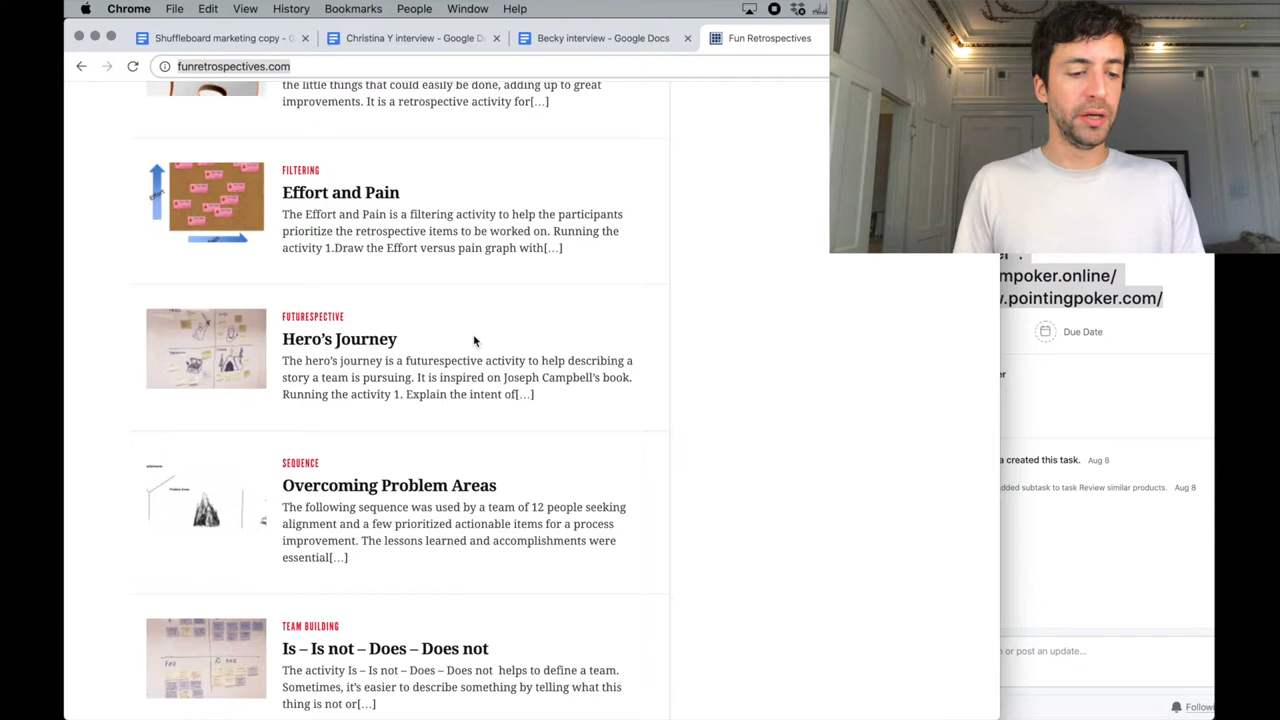 Chrome File Edit View History Bookmarks People Window Help
Shuffleboard marketing copy - G
Christina Y interview - Google D
Becky interview - Google Docs
Fun Retrospectives
funretrospectives.com
the little things that could easily be done, adding up to great
improvements. It is a retrospective activity for[…]
FILTERING
Effort and Pain
The Effort and Pain is a filtering activity to help the participants
prioritize the retrospective items to be worked on. Running the
activity 1.Draw the Effort versus pain graph with[…]
FUTURESPECTIVE
Hero’s Journey
The hero’s journey is a futurespective activity to help describing a
story a team is pursuing. It is inspired on Joseph Campbell’s book.
Running the activity 1. Explain the intent of[…]
SEQUENCE
Overcoming Problem Areas
The following sequence was used by a team of 12 people seeking
alignment and a few prioritized actionable items for a process
improvement. The lessons learned and accomplishments were
essential[…]
TEAM BUILDING
Is – Is not – Does – Does not
The activity Is – Is not – Does – Does not helps to define a team.
Sometimes, it’s easier to describe something by telling what this
thing is not or[…]
mpoker.online/
.pointingpoker.com/
Due Date
er
a created this task. Aug 8
dded subtask to task Review similar products. Aug 8
n or post an update...
Followi